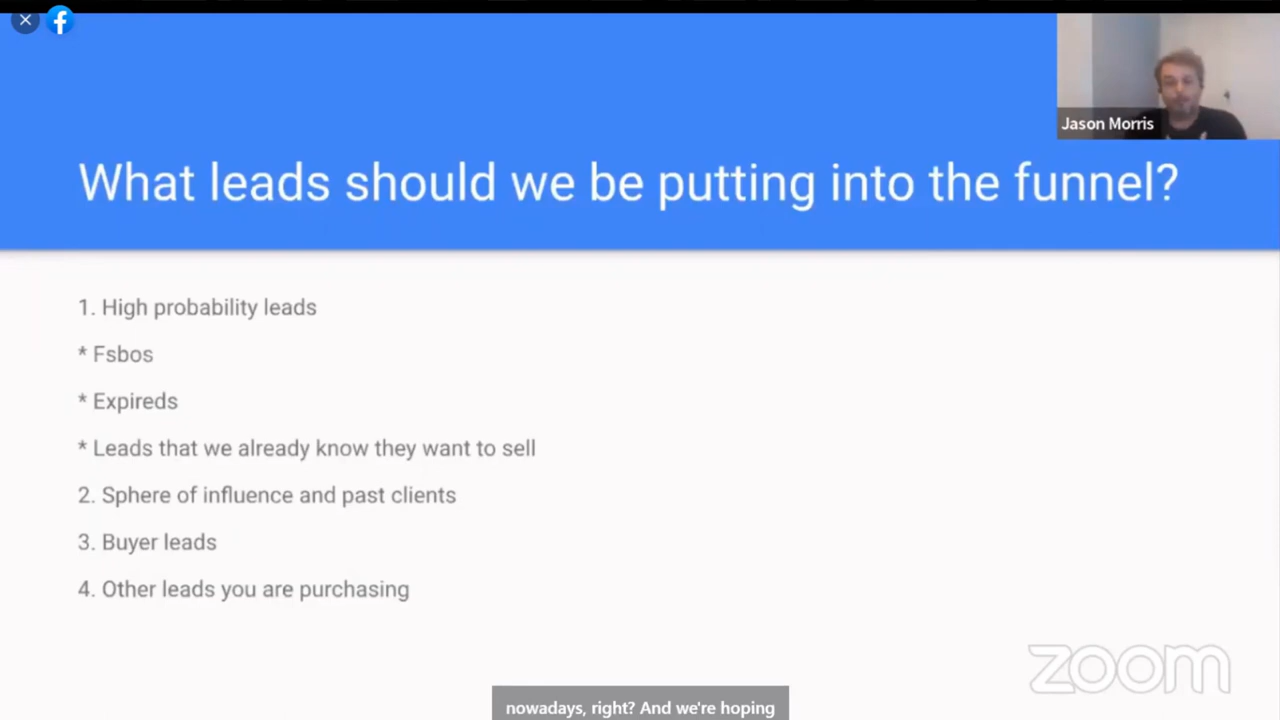 Jason Morris
What leads should we be putting into the funnel?
1. High probability leads
* Fsbos
* Expireds
* Leads that we already know they want to sell
2. Sphere of influence and past clients
3. Buyer leads
4. Other leads you are purchasing
zoom
nowadays, right? And we're hoping